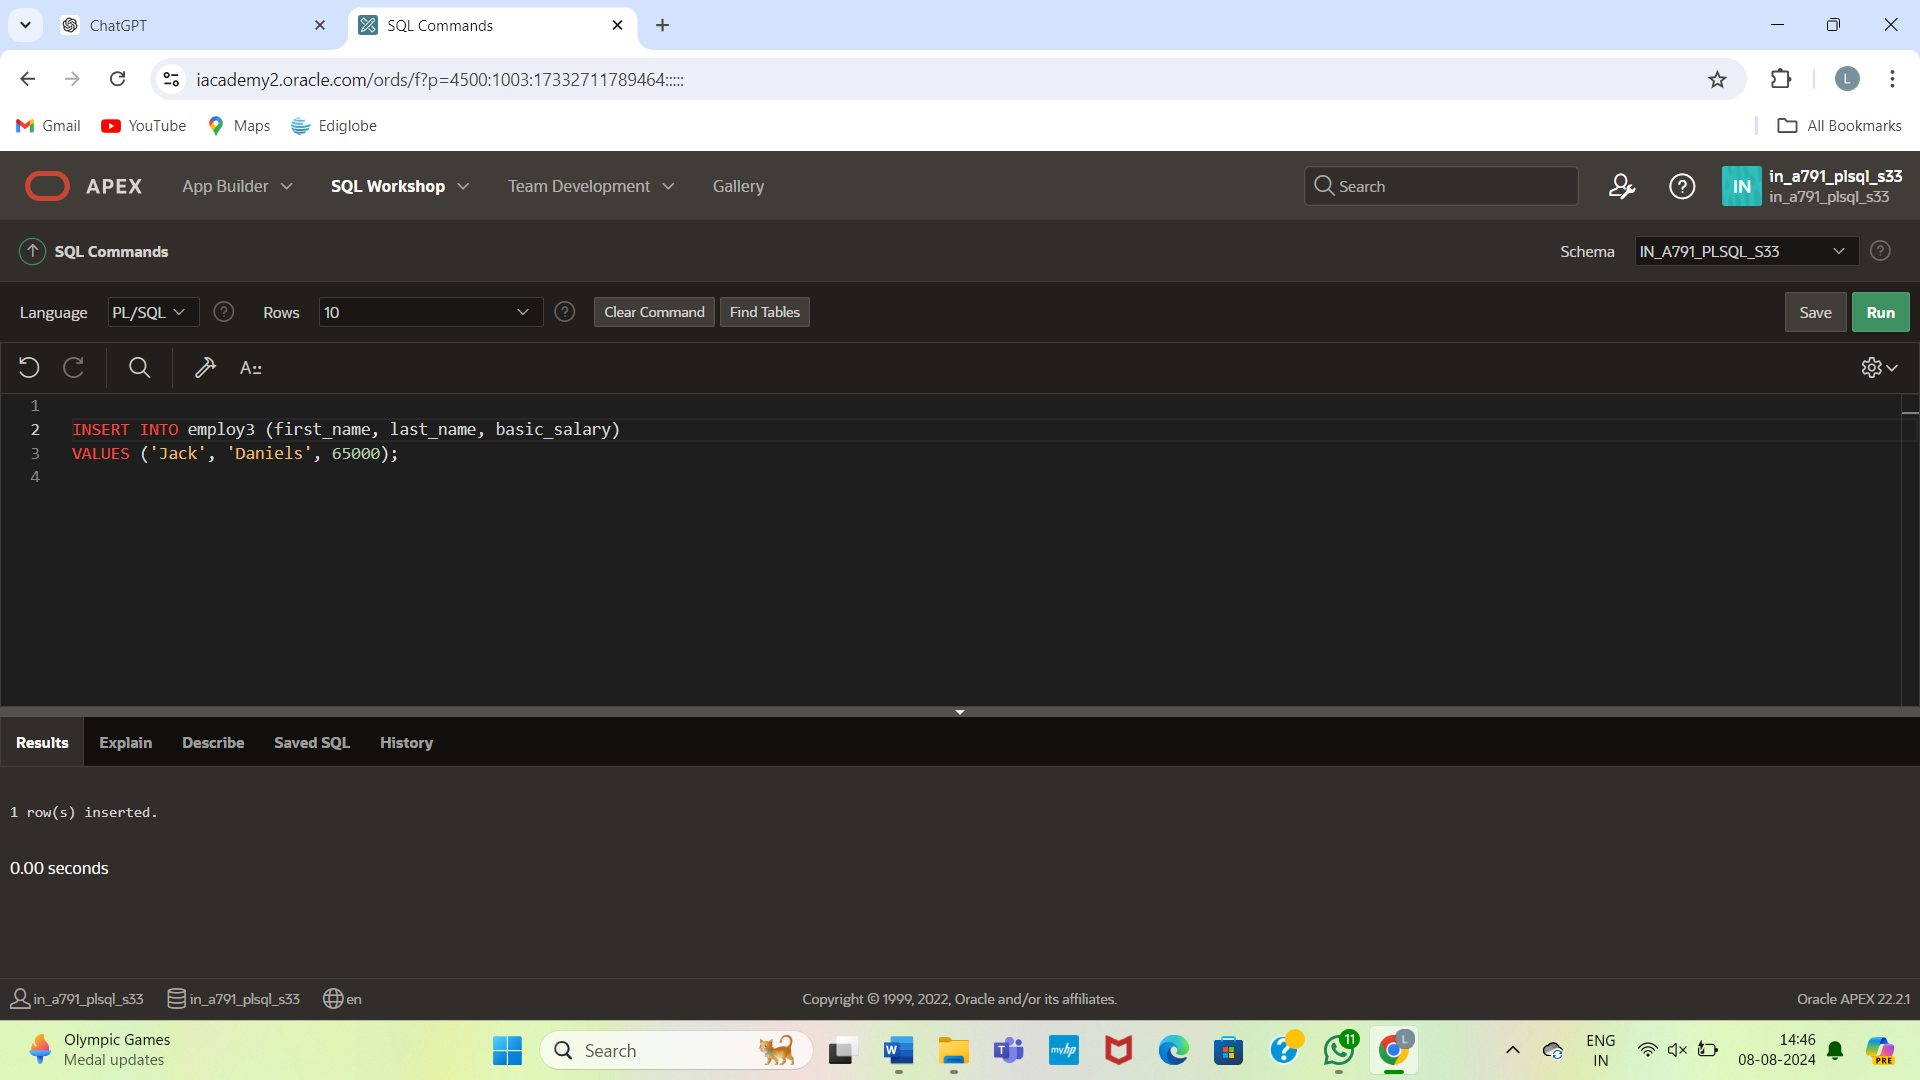 ChatGPT
SQL Commands
iacademy2.oracle.com/ords/f?p=4500:1003:17332711789464:::::
L
Gmail
YouTube
Maps
Ediglobe
All Bookmarks
APEX
App Builder
SQL Workshop
Team Development
Gallery
Search
IN
in_a791_plsql_s33
in_a791_plsql_s33
SQL Commands
Schema
IN_A791_PLSQL_S33
Language
PL/SQL
Rows
10
Clear Command
Find Tables
Save
Run
A::
1
2 INSERT INTO employ3 (first_name, last_name, basic_salary)
3 VALUES ('Jack', 'Daniels', 65000);
4
Results
Explain
Describe
Saved SQL
History
1 row(s) inserted.
0.00 seconds
in_a791_plsql_s33
in_a791_plsql_s33
en
Copyright © 1999, 2022, Oracle and/or its affiliates.
Oracle APEX 22.2.1
Olympic Games
Medal updates
Search
W
T
myhp
11
L
ENG
IN
14:46
08-08-2024
PRE